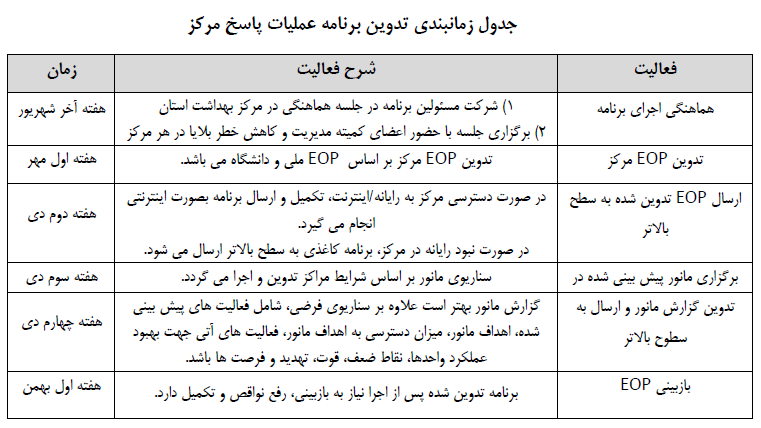 جدول زمانبندی تدوین برنامه عملیات پاسخ مرکز
فعالیت
شرح فعالیت
زمان
هماهنگی اجرای برنامه
۱) شرکت مسئولین برنامه در جلسه هماهنگی در مرکز بهداشت استان
۲) برگزاری جلسه با حضور اعضای کمیته مدیریت و کاهش خطر بلایا در هر مرکز
هفته آخر شهریور
تدوین EOP مرکز
تدوین EOP مرکز بر اساس EOP ملی و دانشگاه می باشد.
هفته اول مهر
ارسال EOP تدوین شده به سطح
بالاتر
در صورت دسترسی مرکز به رایانه/اینترنت، تکمیل و ارسال برنامه بصورت اینترنتی
انجام می گیرد.
در صورت نبود رایانه در مرکز، برنامه کاغذی به سطح بالاتر ارسال می شود.
هفته دوم دی
برگزاری مانور پیش بینی شده در
سناریوی مانور بر اساس شرایط مراکز تدوین و اجرا می گردد.
هفته سوم دی
تدوین گزارش مانور و ارسال به
سطوح بالاتر
گزارش مانور بهتر است علاوه بر سناریوی فرضی، شامل فعالیت های پیش بینی
شده، اهداف مانور، میزان دسترسی به اهداف مانور، فعالیت های آتی جهت بهبود
عملکرد واحدها، نقاط ضعف، قوت، تهدید و فرصت ها باشد.
هفته چهارم دی
بازبینی EOP
برنامه تدوین شده پس از اجرا نیاز به بازبینی، رفع نواقص و تکمیل دارد.
هفته اول بهمن